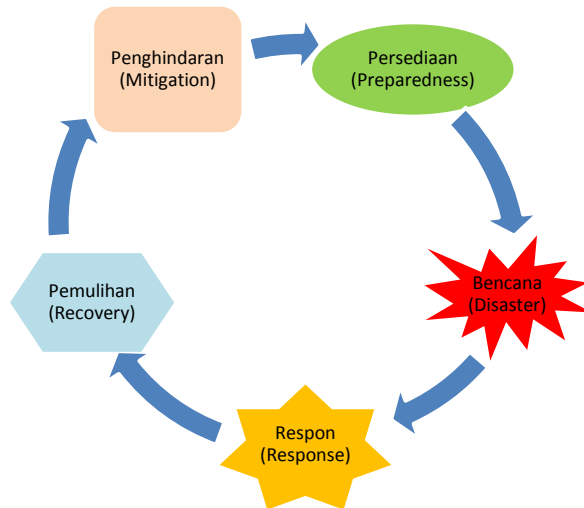 Penghindaran
(Mitigation)
Persediaan
(Preparedness)
Bencana
(Disaster)
Respon
(Response)
Pemulihan
(Recovery)